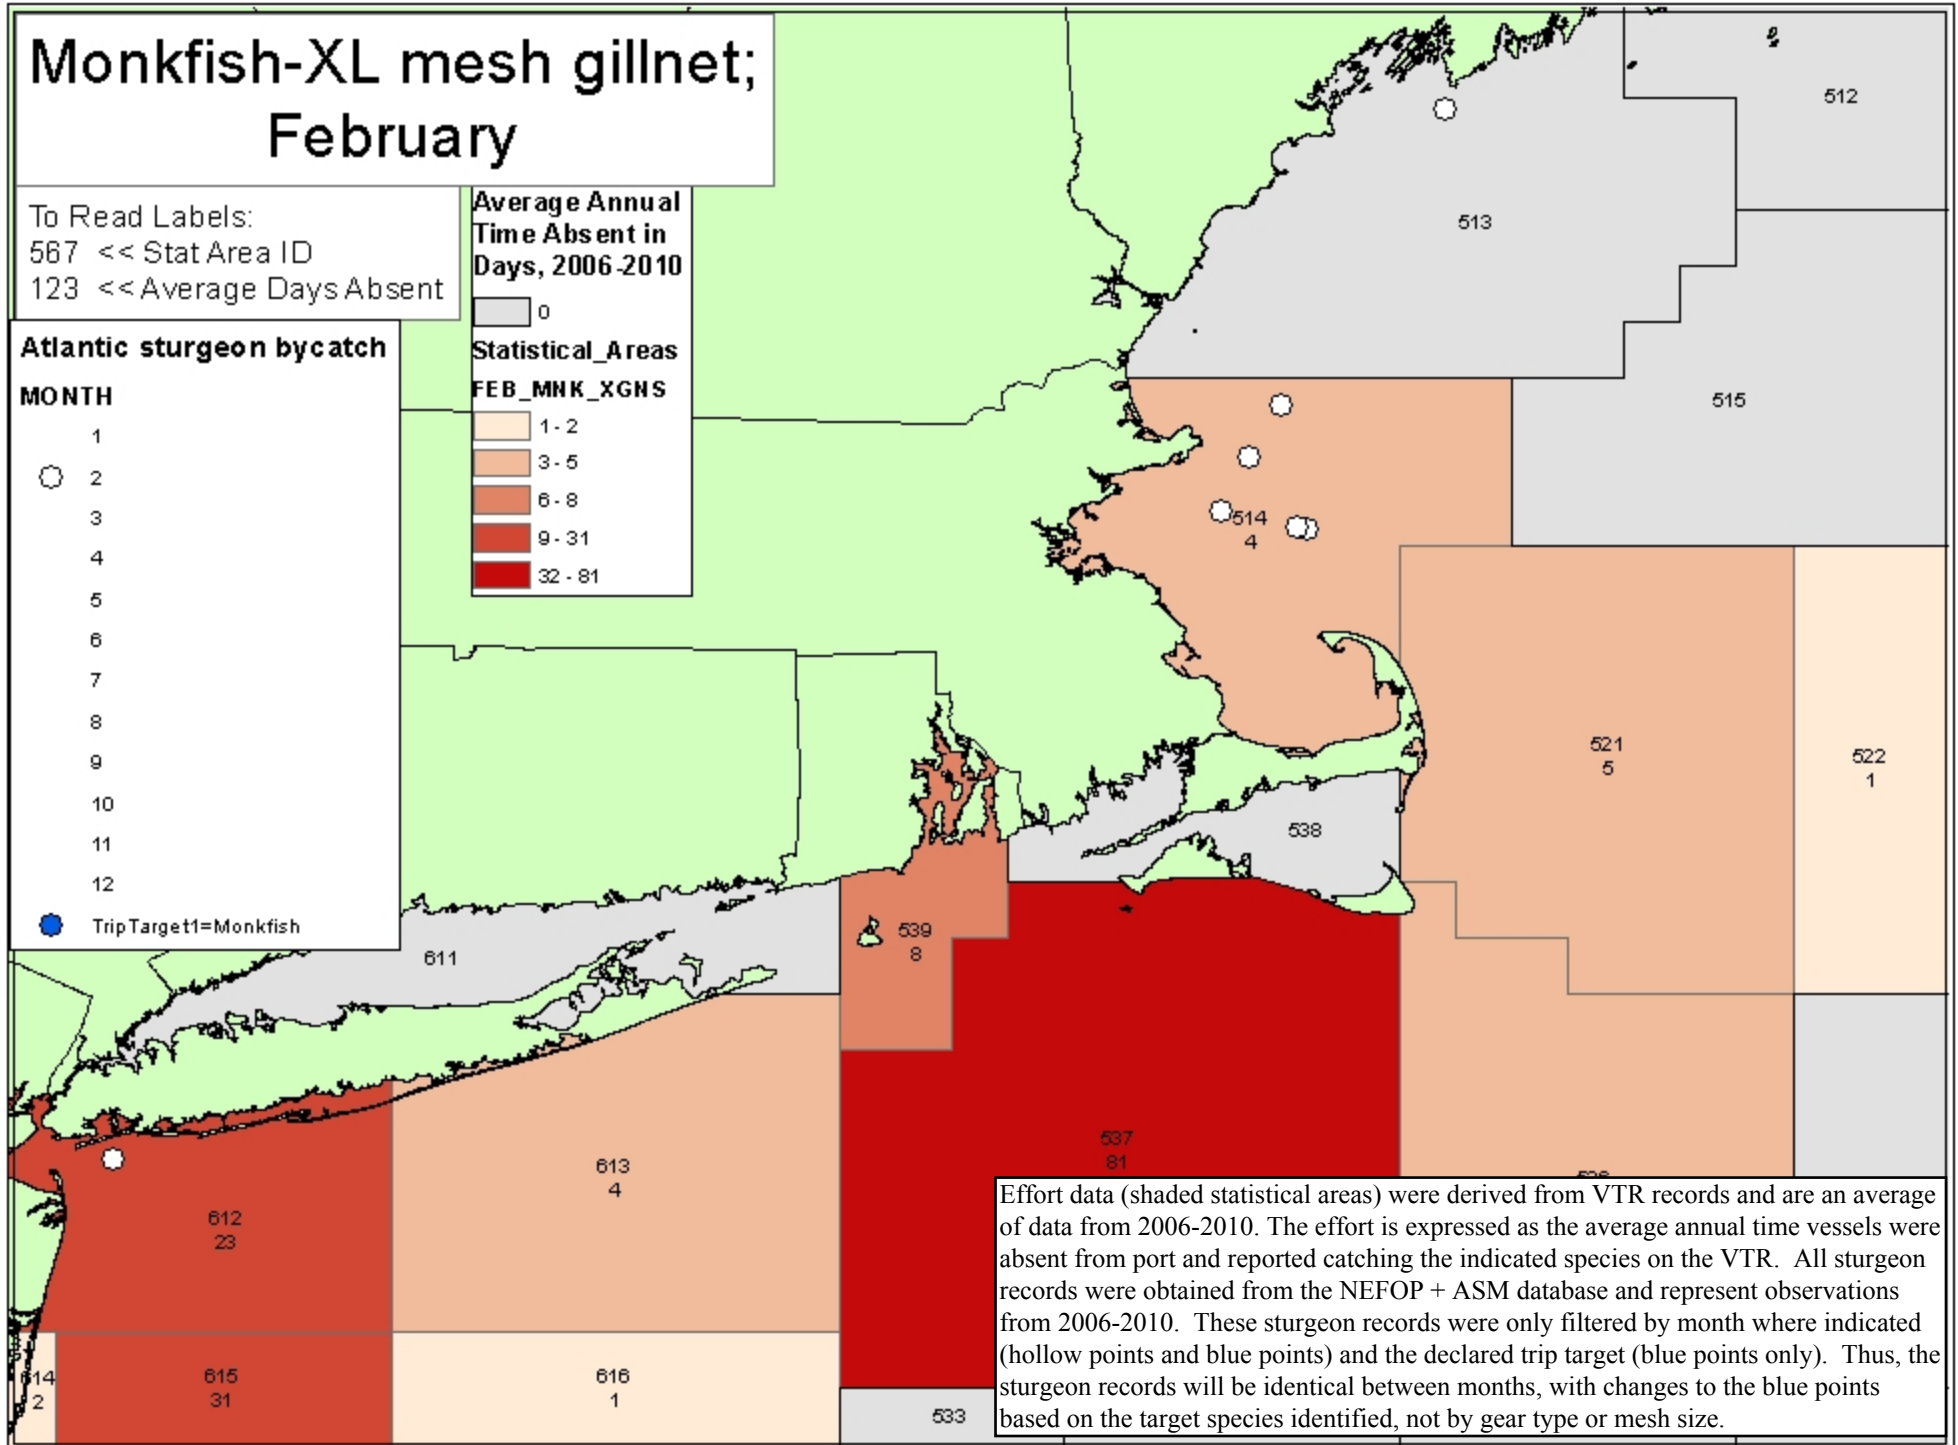 Monkfish-XL mesh gillnet;
February
To Read Labels:
567 << Stat Area ID
123 << Average Days Absent
Average Annual
Time Absent in
Days, 2006-2010
0
Statistical_Areas
FEB_MNK_XGNS
1 - 2
3 - 5
6 - 8
9 - 31
32 - 81
Atlantic sturgeon bycatch
MONTH
1
2
3
4
5
6
7
8
9
10
11
12
TripTarget1=Monkfish
512
513
515
514
4
521
5
522
1
538
539
8
611
537
81
613
4
612
23
614
2
615
31
616
1
533
Effort data (shaded statistical areas) were derived from VTR records and are an average
of data from 2006-2010. The effort is expressed as the average annual time vessels were
absent from port and reported catching the indicated species on the VTR. All sturgeon
records were obtained from the NEFOP + ASM database and represent observations
from 2006-2010. These sturgeon records were only filtered by month where indicated
(hollow points and blue points) and the declared trip target (blue points only). Thus, the
sturgeon records will be identical between months, with changes to the blue points
based on the target species identified, not by gear type or mesh size.